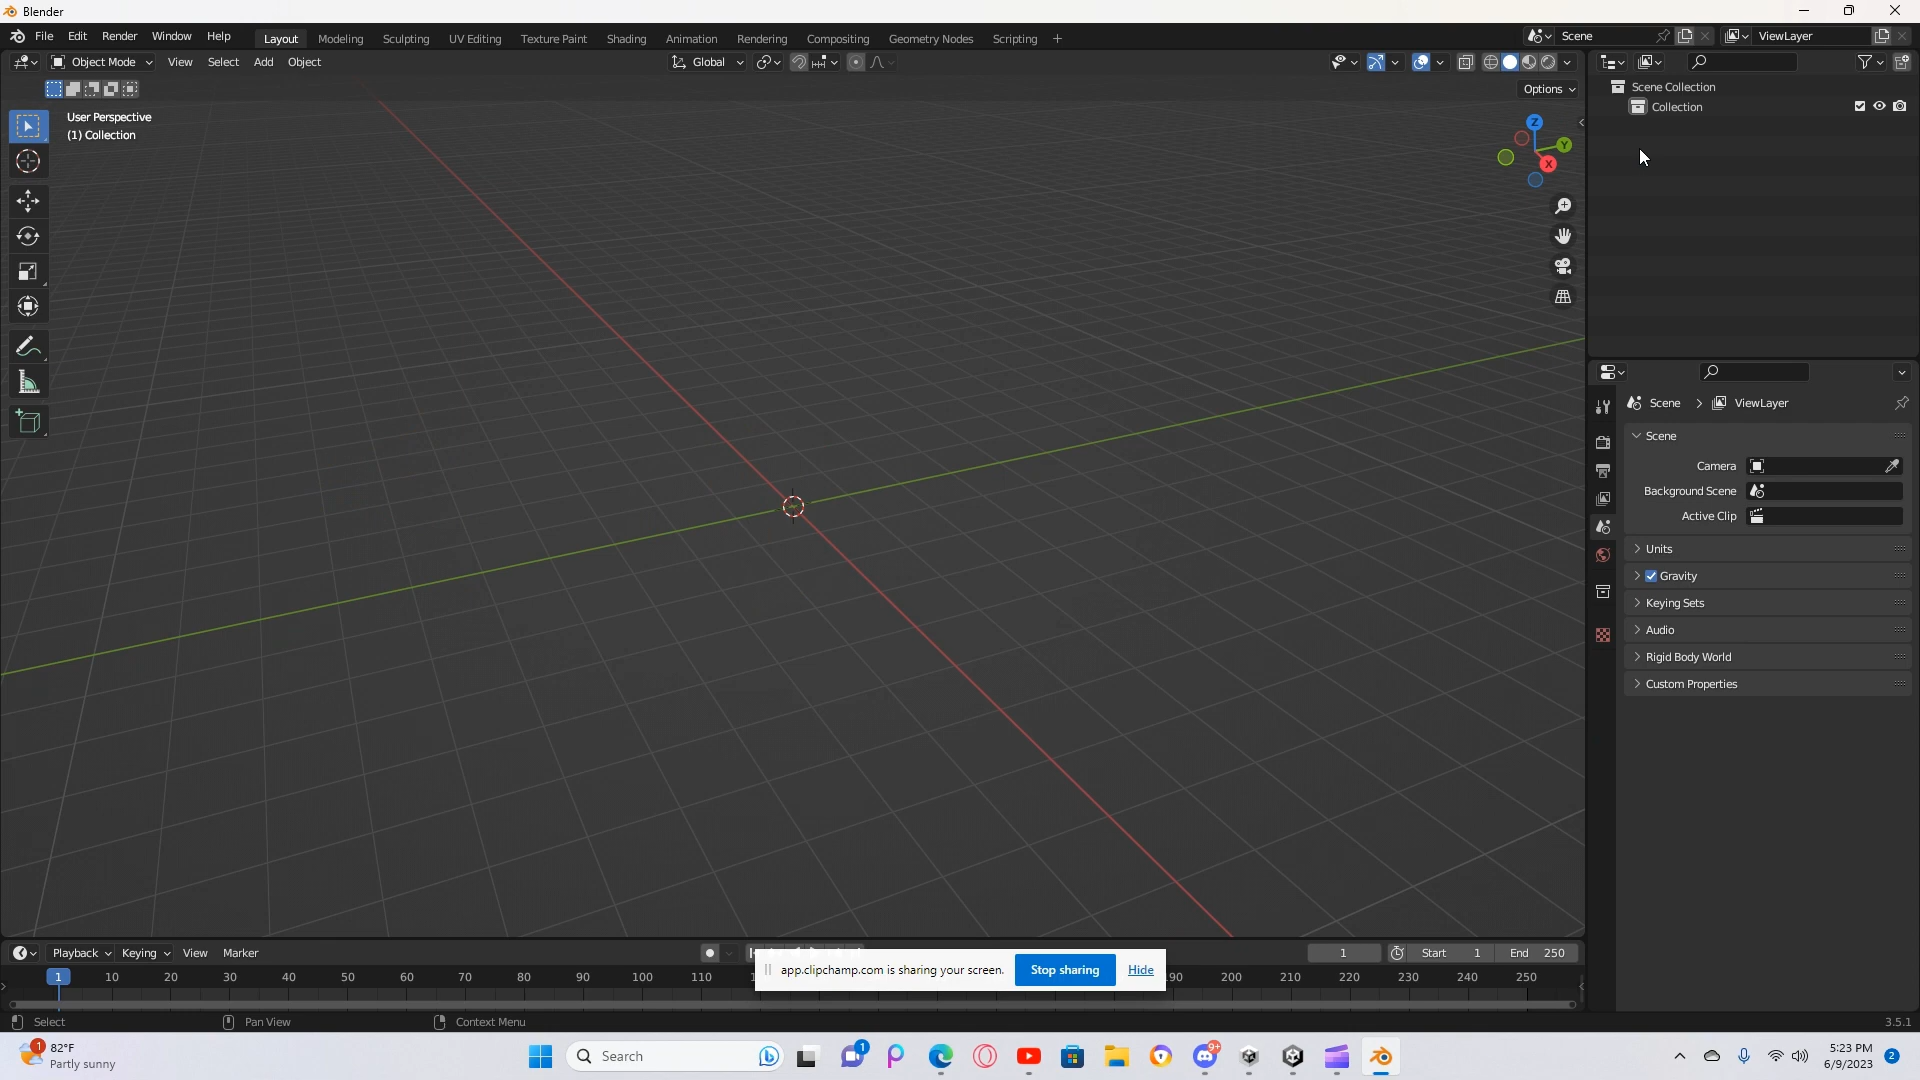 Blender
File Edit Render Window Help Layout Modeling Sculpting UV Editing Texture Paint Shading Animation Rendering Compositing Geometry Nodes Scripting + Scene ViewLayer
Object Mode View Select Add Object Global
Options
User Perspective
(1) Collection
Z
Y
X
Scene Collection
Collection
Scene > ViewLayer
Scene
Camera
Background Scene
Active Clip
Units
Gravity
Keying Sets
Audio
Rigid Body World
Custom Properties
Playback Keying View Marker 1 Start 1 End 250
1 10 20 30 40 50 60 70 80 90 100 110 200 210 220 230 240 250
app.clipchamp.com is sharing your screen. Stop sharing Hide
Select Pan View Context Menu 3.5.1
1 82°F
Partly sunny
Search
1
9+
5:23 PM
6/9/2023
2